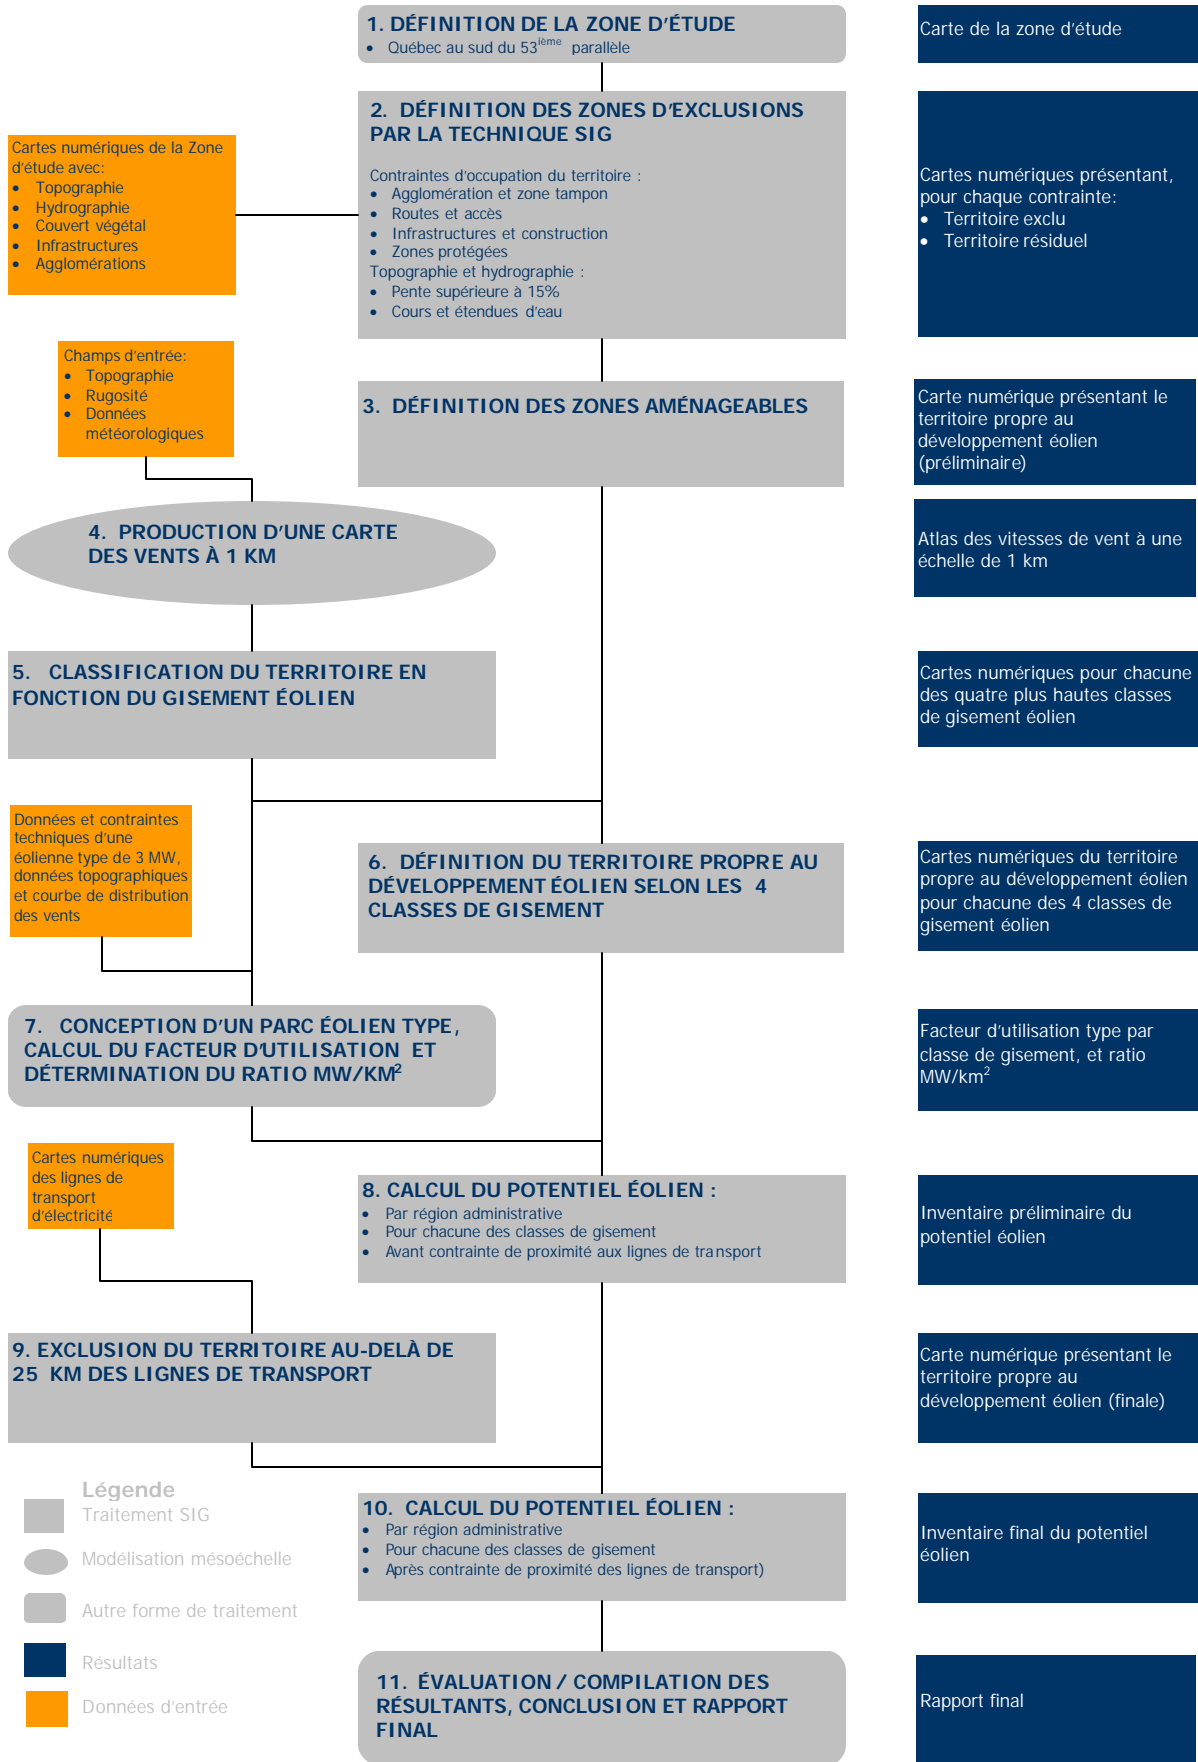 1. DÉFINITION DE LA ZONE D'ÉTUDE
• Québec au sud du 53ième parallèle
Carte de la zone d'étude
2. DÉFINITION DES ZONES D'EXCLUSIONS
PAR LA TECHNIQUE SIG
Contraintes d'occupation du territoire :
• Agglomération et zone tampon
• Routes et accès
• Infrastructures et construction
• Zones protégées
Topographie et hydrographie :
• Pente supérieure à 15%
• Cours et étendues d'eau
Cartes numériques de la Zone
d'étude avec:
• Topographie
• Hydrographie
• Couvert végétal
• Infrastructures
• Agglomérations
Cartes numériques présentant,
pour chaque contrainte:
• Territoire exclu
• Territoire résiduel
Champs d'entrée:
• Topographie
• Rugosité
• Données
météorologiques
3. DÉFINITION DES ZONES AMÉNAGEABLES
Carte numérique présentant le
territoire propre au
développement éolien
(préliminaire)
4. PRODUCTION D'UNE CARTE
DES VENTS À 1 KM
Atlas des vitesses de vent à une
échelle de 1 km
5. CLASSIFICATION DU TERRITOIRE EN
FONCTION DU GISEMENT ÉOLIEN
Cartes numériques pour chacune
des quatre plus hautes classes
de gisement éolien
Données et contraintes
techniques d'une
éolienne type de 3 MW,
données topographiques
et courbe de distribution
des vents
6. DÉFINITION DU TERRITOIRE PROPRE AU
DÉVELOPPEMENT ÉOLIEN SELON LES 4
CLASSES DE GISEMENT
Cartes numériques du territoire
propre au développement éolien
pour chacune des 4 classes de
gisement éolien
7. CONCEPTION D'UN PARC ÉOLIEN TYPE,
CALCUL DU FACTEUR D'UTILISATION ET
DÉTERMINATION DU RATIO MW/KM²
Facteur d'utilisation type par
classe de gisement, et ratio
MW/km²
Cartes numériques
des lignes de
transport
d'électricité
8. CALCUL DU POTENTIEL ÉOLIEN :
• Par région administrative
• Pour chacune des classes de gisement
• Avant contrainte de proximité aux lignes de transport
Inventaire préliminaire du
potentiel éolien
9. EXCLUSION DU TERRITOIRE AU-DELÀ DE
25 KM DES LIGNES DE TRANSPORT
Carte numérique présentant le
territoire propre au
développement éolien (finale)
10. CALCUL DU POTENTIEL ÉOLIEN :
• Par région administrative
• Pour chacune des classes de gisement
• Après contrainte de proximité des lignes de transport)
Inventaire final du potentiel
éolien
11. ÉVALUATION / COMPILATION DES
RÉSULTANTS, CONCLUSION ET RAPPORT
FINAL
Rapport final
Légende
Traitement SIG
Modélisation mésoéchelle
Autre forme de traitement
Résultats
Données d'entrée